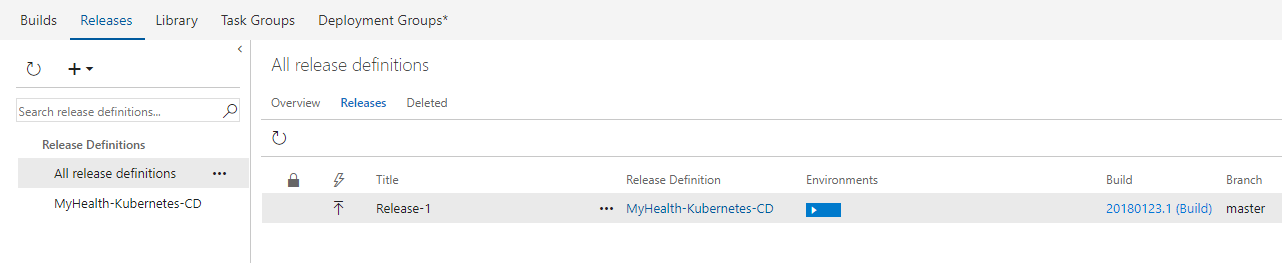 Builds Releases Library Task Groups Deployment Groups*
All release definitions
Overview Releases Deleted
Search release definitions...
Release Definitions
All release definitions
MyHealth-Kubernetes-CD
Title Release Definition Environments Build Branch
Release-1 MyHealth-Kubernetes-CD 20180123.1 (Build) master